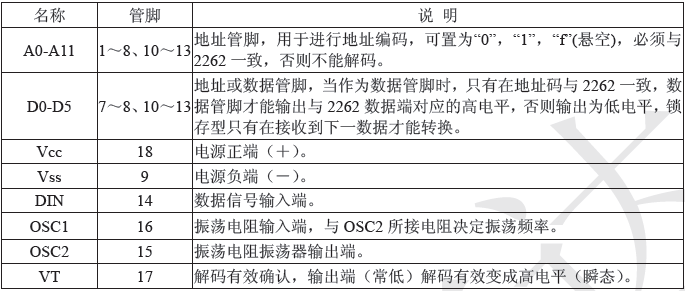 名称 管脚 说 明
A0-A11 1～8、10～13 地址管脚，用于进行地址编码，可置为“0”，“1”，“f”(悬空)，必须与
2262 一致，否则不能解码。
D0-D5 7～8、10～13 地址或数据管脚，当作为数据管脚时，只有在地址码与 2262 一致，数
据管脚才能输出与 2262 数据端对应的高电平，否则输出为低电平，锁
存型只有在接收到下一数据才能转换。
Vcc 18 电源正端（＋）。
Vss 9 电源负端（－）。
DIN 14 数据信号输入端。
OSC1 16 振荡电阻输入端，与 OSC2 所接电阻决定振荡频率。
OSC2 15 振荡电阻振荡器输出端。
VT 17 解码有效确认，输出端（常低）解码有效变成高电平（瞬态）。